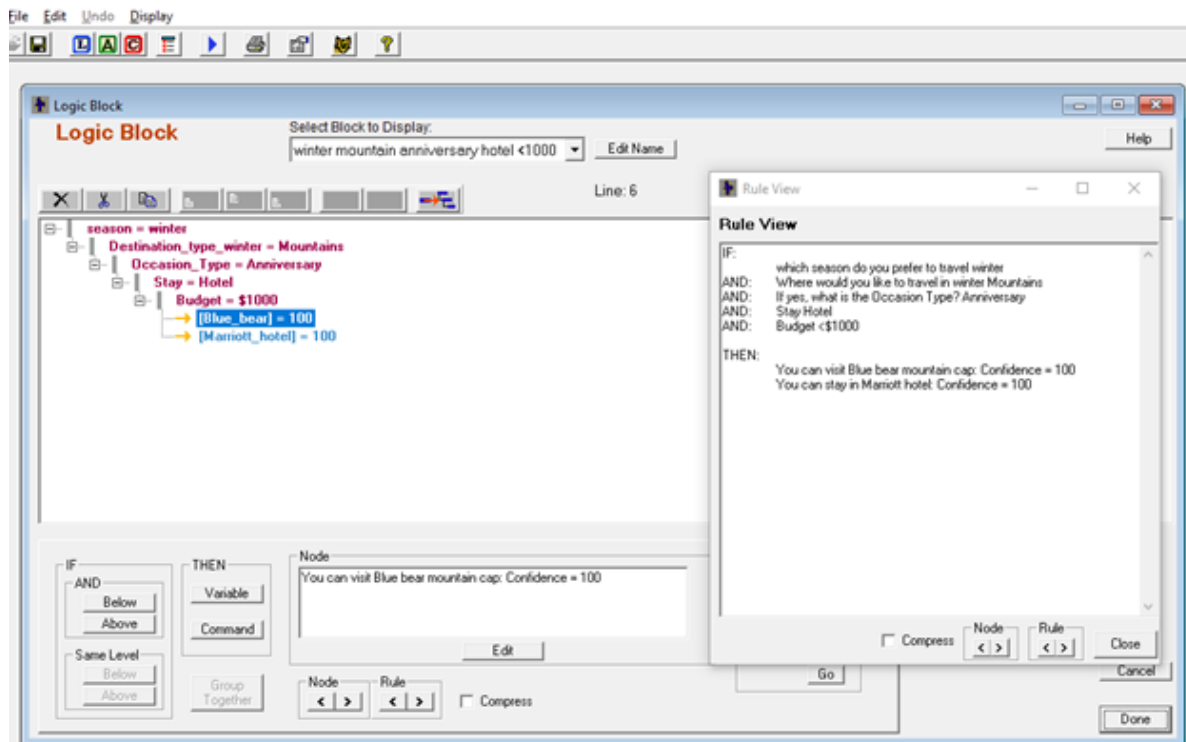 File Edit Undo Display
L A C ?
Logic Block
Logic Block
Select Block to Display:
winter mountain anniversary hotel <1000
Edit Name
Help
Line: 6
season = winter
Destination_type_winter = Mountains
Occasion_Type = Anniversary
Stay = Hotel
Budget = $1000
[Blue_bear] = 100
[Marriott_hotel] = 100
Rule View
Rule View
IF:
which season do you prefer to travel winter
AND: Where would you like to travel in winter Mountains
AND: If yes, what is the Occasion Type? Anniversary
AND: Stay Hotel
AND: Budget <$1000
THEN:
You can visit Blue bear mountain cap: Confidence = 100
You can stay in Marriott hotel: Confidence = 100
Compress
Node
< >
Rule
< >
Close
IF
AND
Below
Above
Same Level
Below
Above
THEN
Variable
Command
Group
Together
Node
You can visit Blue bear mountain cap: Confidence = 100
Edit
Node
< >
Rule
< >
Compress
Go
Cancel
Done